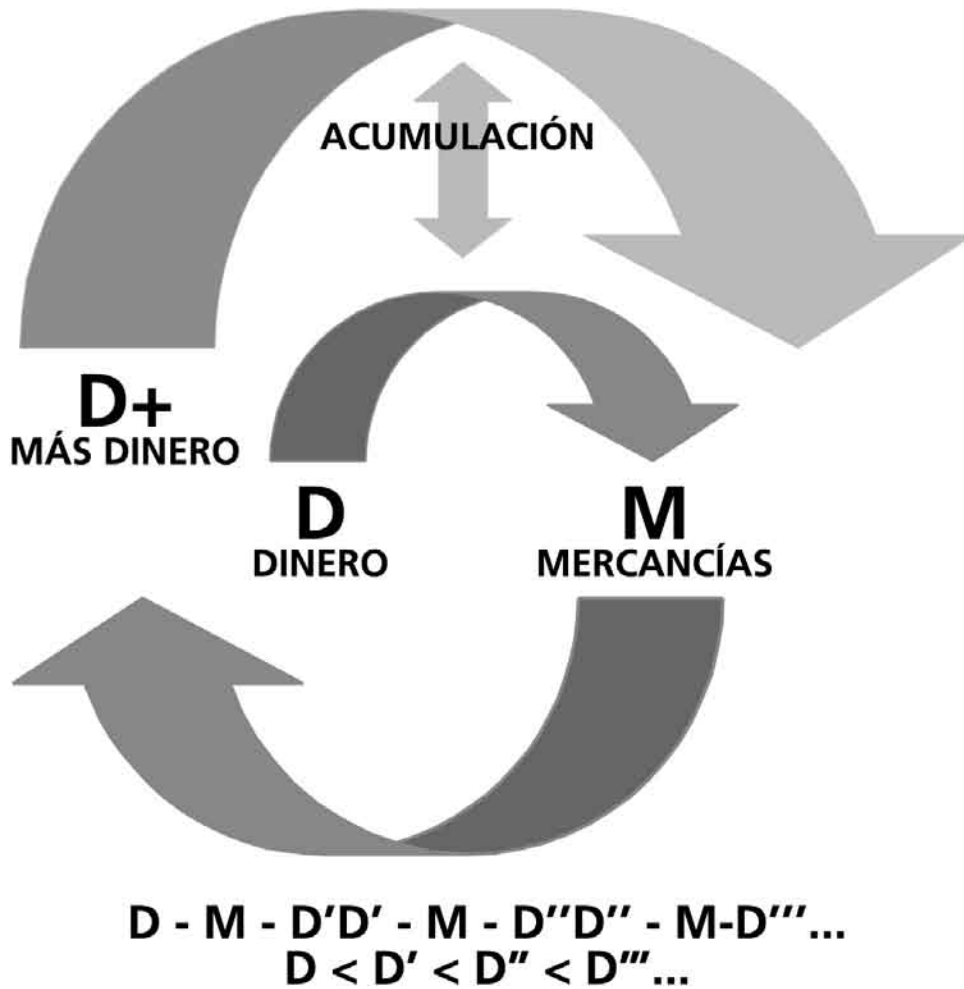 ACUMULACIÓN
D+
MÁS DINERO
D
DINERO
M
MERCANCÍAS
D - M - D'D' - M - D''D'' - M-D'''...
D < D' < D'' < D'''...